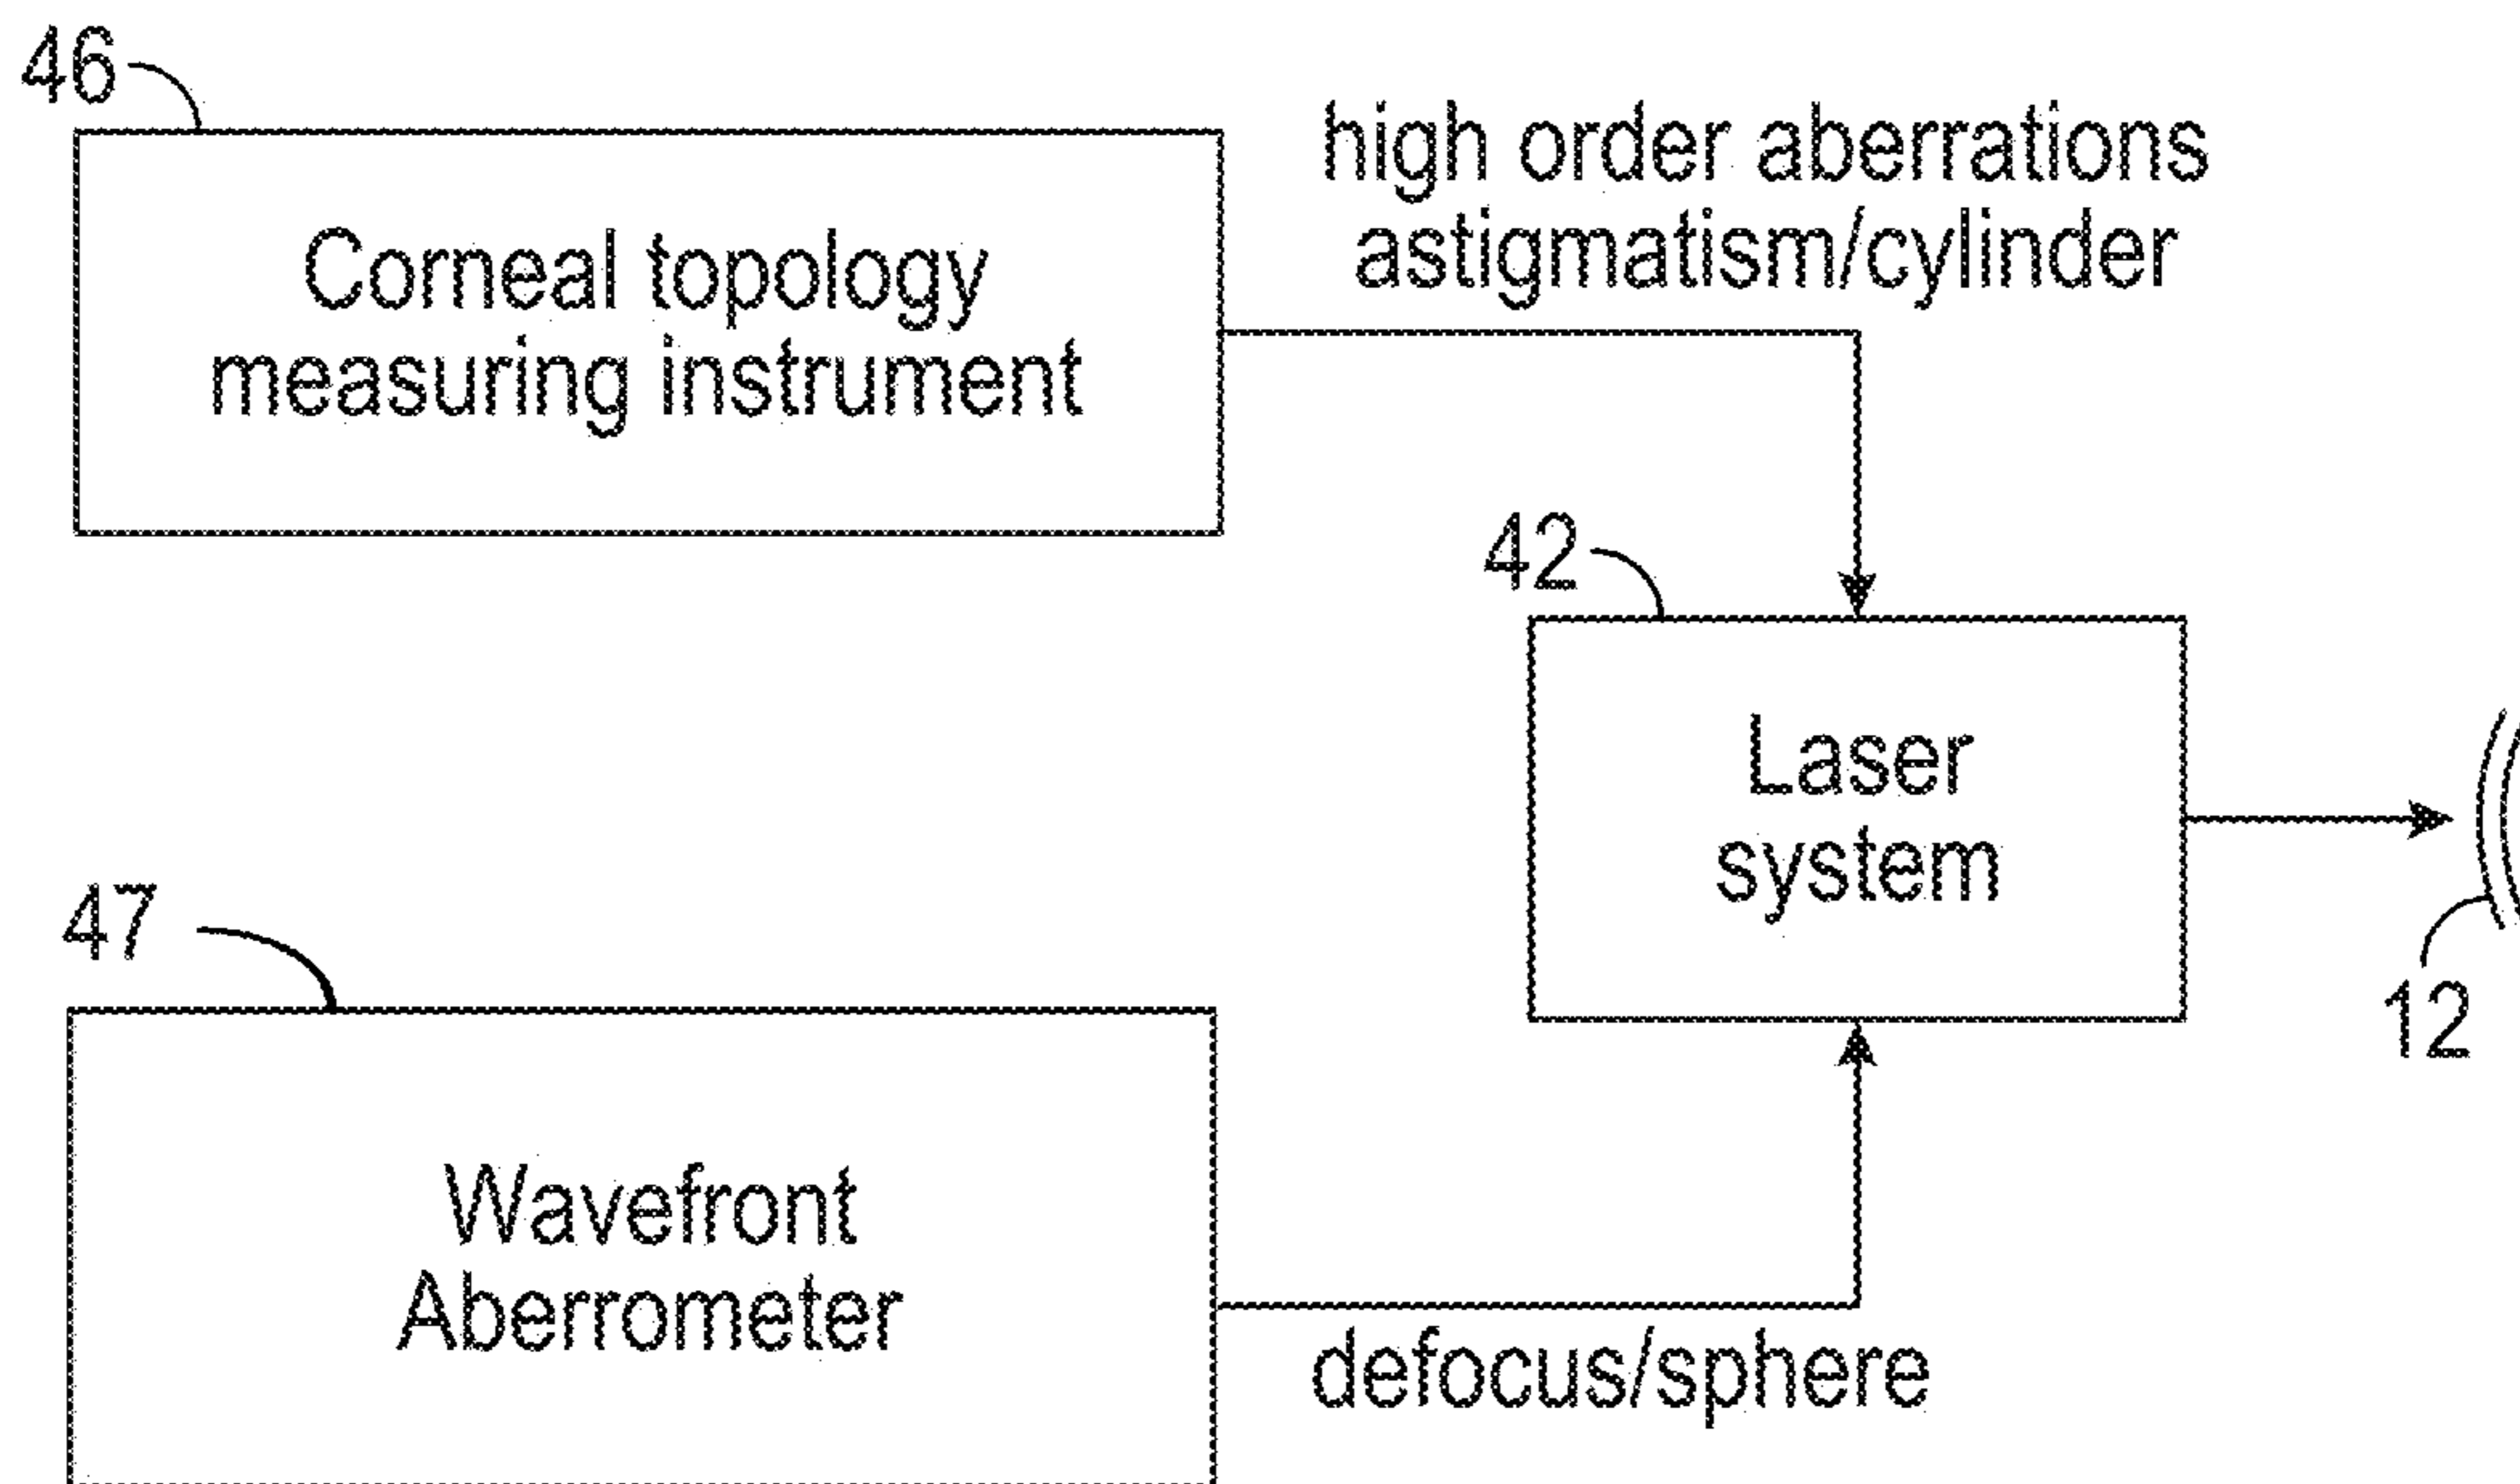 46
high order aberrations
astigmatism/cylinder
Corneal topology
measuring instrument
42
Laser
system
47
12
Wavefront
Aberrometer
defocus/sphere